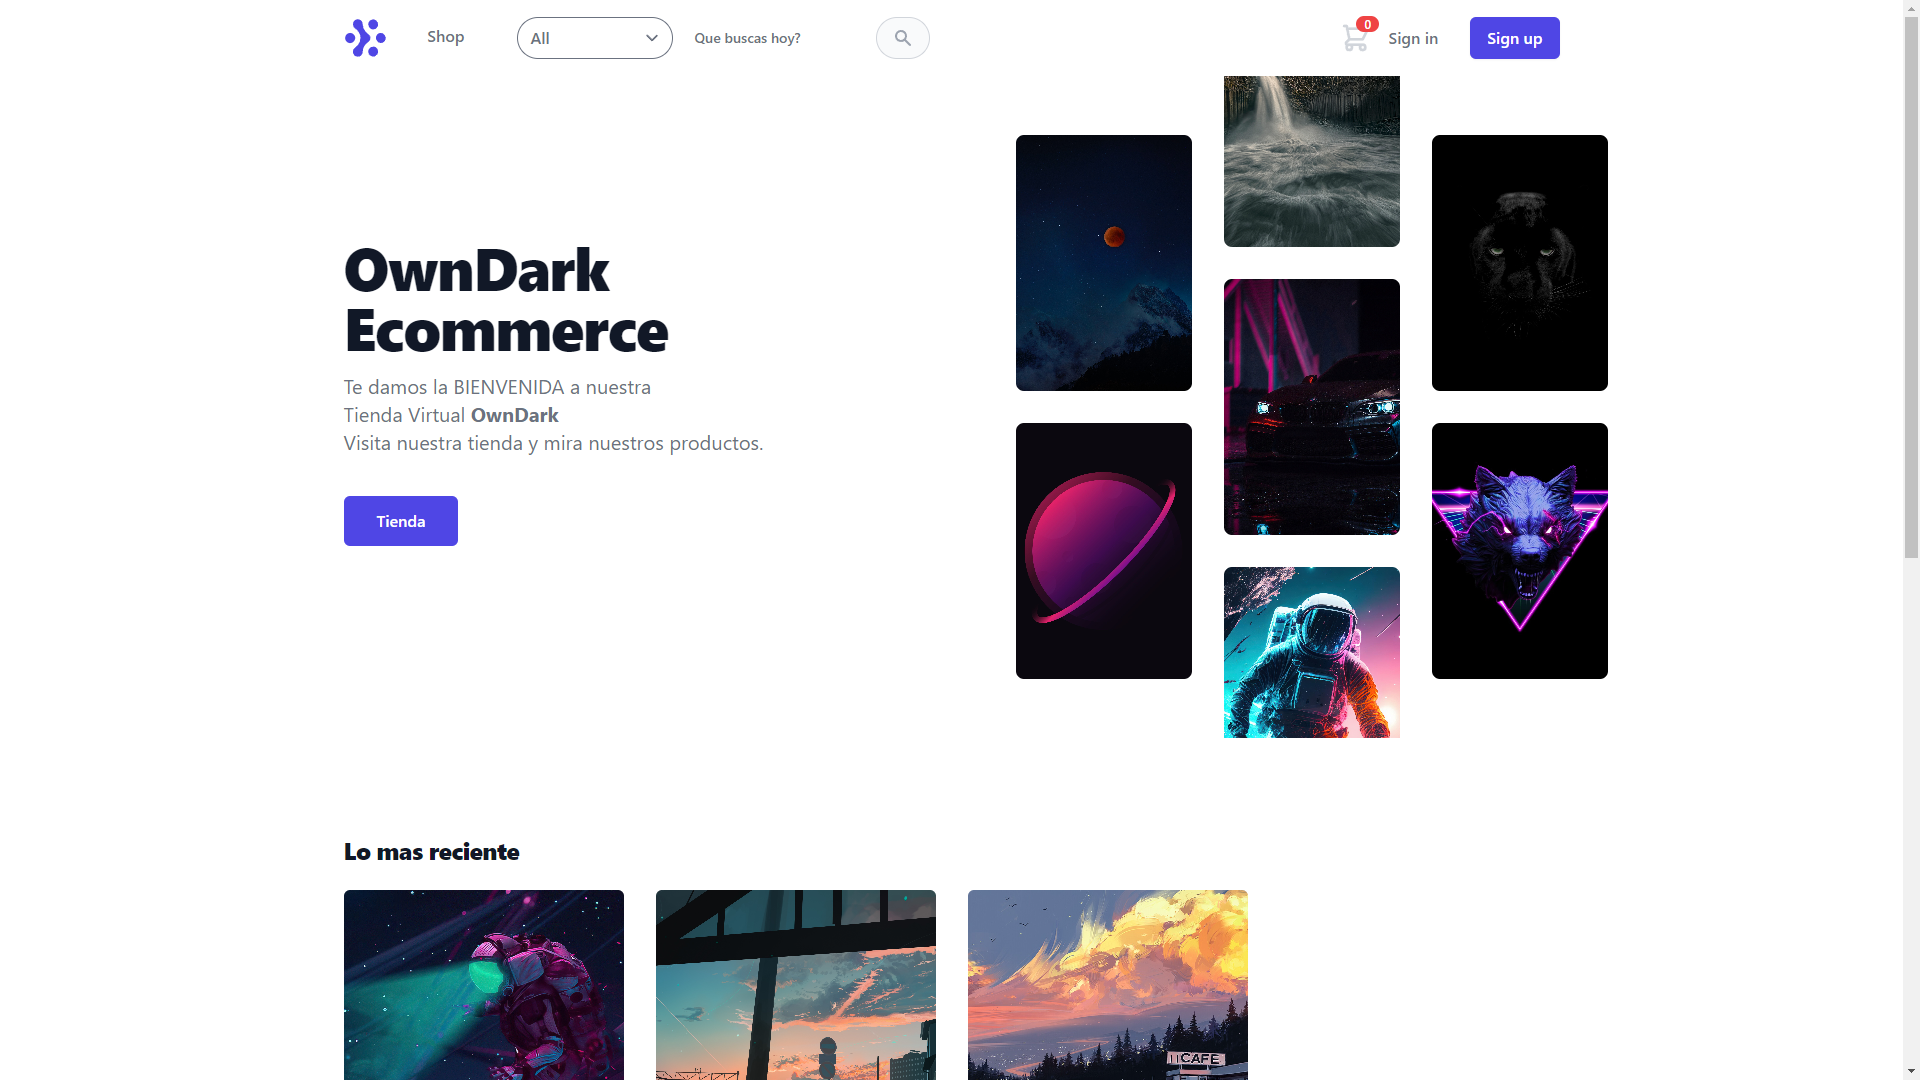 Shop
All
Que buscas hoy?
0
Sign in
Sign up
OwnDark
Ecommerce
Te damos la BIENVENIDA a nuestra
Tienda Virtual OwnDark
Visita nuestra tienda y mira nuestros productos.
Tienda
Lo mas reciente
CAFE